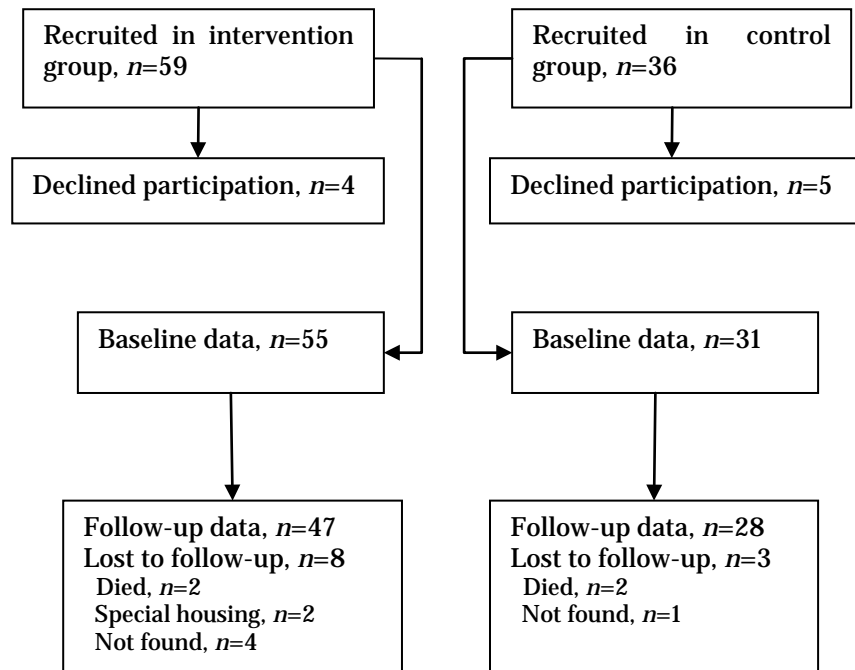 Recruited in intervention
group, n=59
Recruited in control
group, n=36
Declined participation, n=4
Declined participation, n=5
Baseline data, n=55
Baseline data, n=31
Follow-up data, n=47
Lost to follow-up, n=8
Died, n=2
Special housing, n=2
Not found, n=4
Follow-up data, n=28
Lost to follow-up, n=3
Died, n=2
Not found, n=1